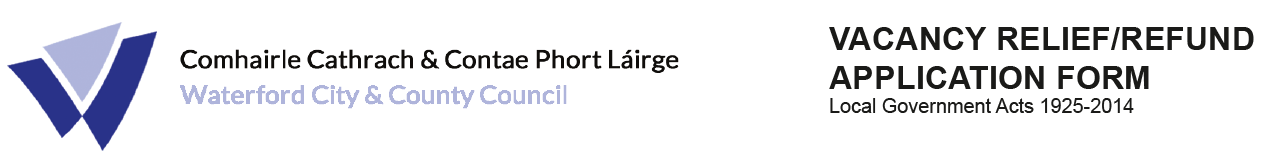 Comhairle Cathrach & Contae Phort Láirge
Waterford City & County Council
VACANCY RELIEF/REFUND
APPLICATION FORM
Local Government Acts 1925-2014